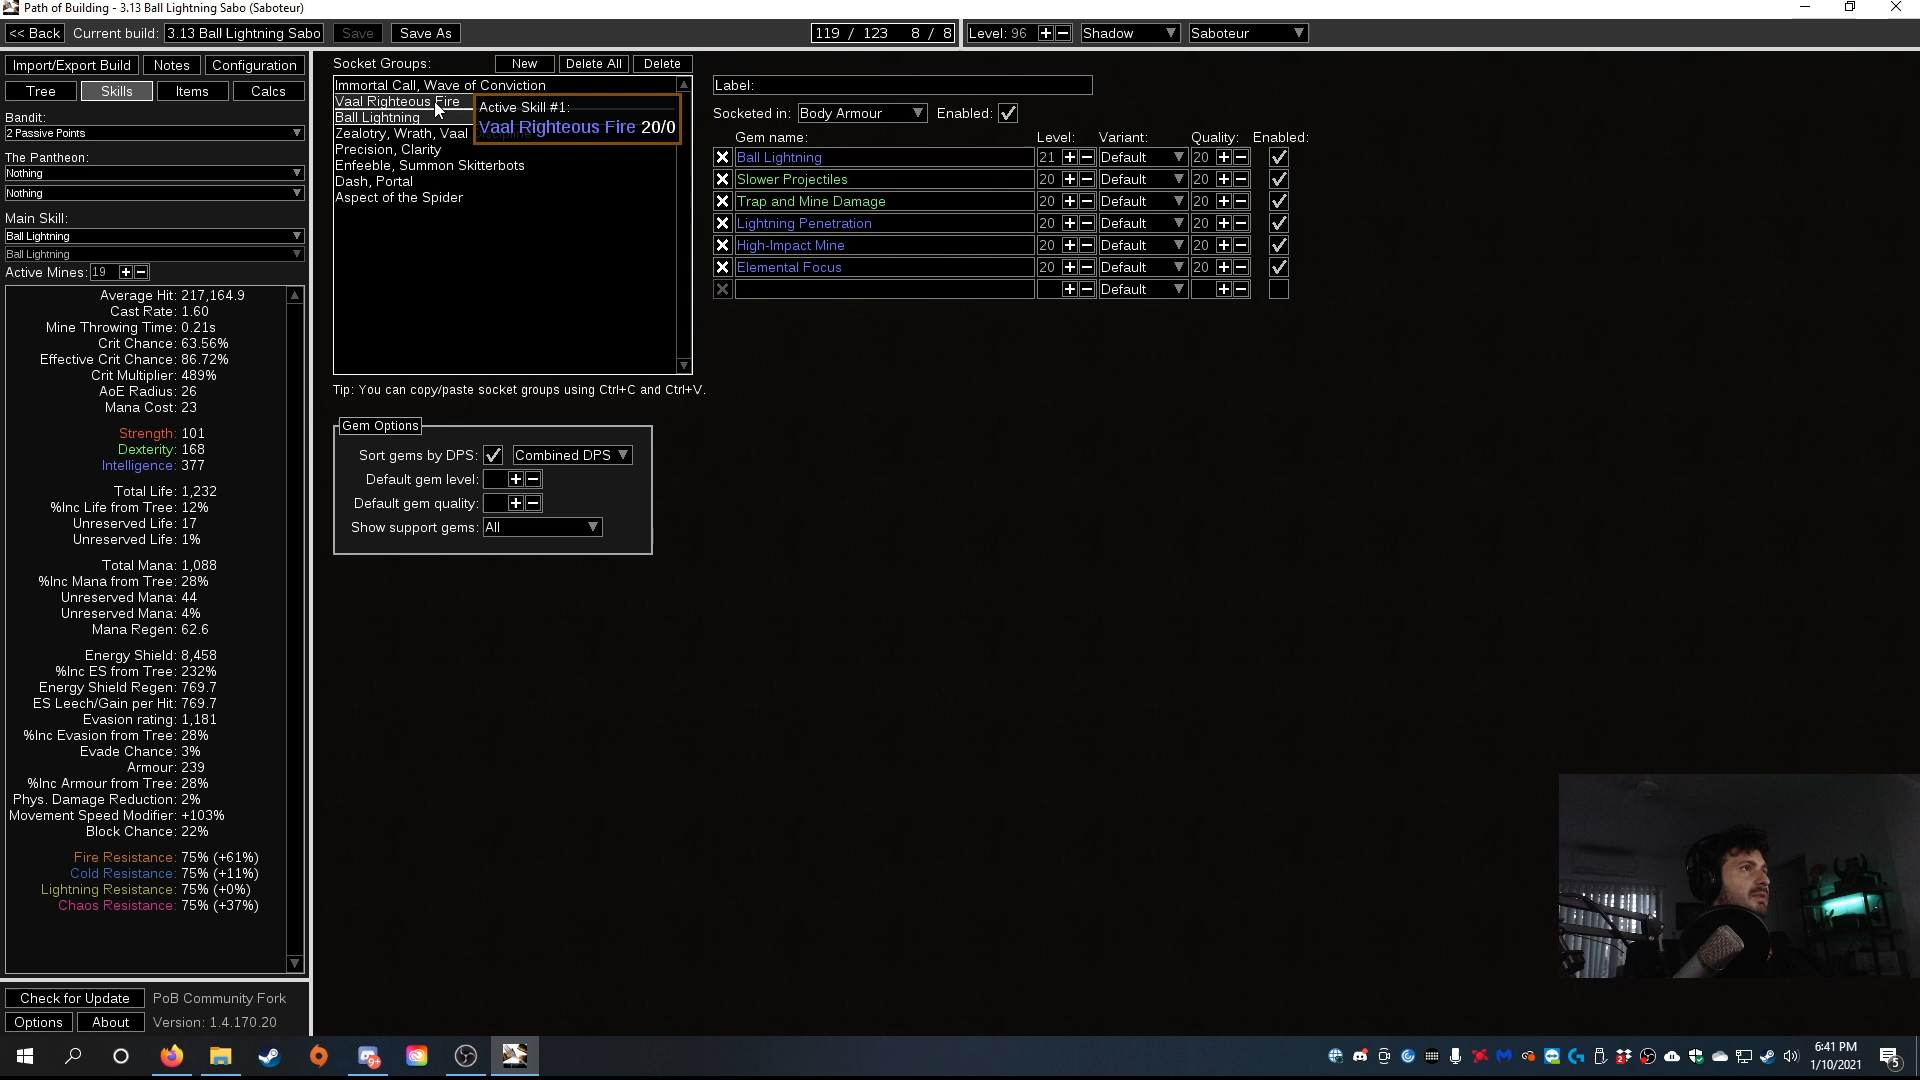 Path of Building - 3.13 Ball Lightning Sabo (Saboteur)
<< Back Current build: 3.13 Ball Lightning Sabo Save Save As 119 / 123 8 / 8 Level: 96 + - Shadow Saboteur
Import/Export Build Notes Configuration
Tree Skills Items Calcs
Bandit:
2 Passive Points
The Pantheon:
Nothing
Nothing
Main Skill:
Ball Lightning
Ball Lightning
Active Mines: 19 + -
Average Hit: 217,164.9
Cast Rate: 1.60
Mine Throwing Time: 0.21s
Crit Chance: 63.56%
Effective Crit Chance: 86.72%
Crit Multiplier: 489%
AoE Radius: 26
Mana Cost: 23
Strength: 101
Dexterity: 168
Intelligence: 377
Total Life: 1,232
%Inc Life from Tree: 12%
Unreserved Life: 17
Unreserved Life: 1%
Total Mana: 1,088
%Inc Mana from Tree: 28%
Unreserved Mana: 44
Unreserved Mana: 4%
Mana Regen: 62.6
Energy Shield: 8,458
%Inc ES from Tree: 232%
Energy Shield Regen: 769.7
ES Leech/Gain per Hit: 769.7
Evasion rating: 1,181
%Inc Evasion from Tree: 28%
Evade Chance: 3%
Armour: 239
%Inc Armour from Tree: 28%
Phys. Damage Reduction: 2%
Movement Speed Modifier: +103%
Block Chance: 22%
Fire Resistance: 75% (+61%)
Cold Resistance: 75% (+11%)
Lightning Resistance: 75% (+0%)
Chaos Resistance: 75% (+37%)
Check for Update PoB Community Fork
Options About Version: 1.4.170.20
Socket Groups: New Delete All Delete
Immortal Call, Wave of Conviction
Vaal Righteous Fire
Ball Lightning
Zealotry, Wrath, Vaal Discipline
Precision, Clarity
Enfeeble, Summon Skitterbots
Dash, Portal
Aspect of the Spider
Active Skill #1:
Vaal Righteous Fire 20/0
Tip: You can copy/paste socket groups using Ctrl+C and Ctrl+V.
Gem Options
Sort gems by DPS: Combined DPS
Default gem level: + -
Default gem quality: + -
Show support gems: All
Label:
Socketed in: Body Armour Enabled:
Gem name: Level: Variant: Quality: Enabled:
Ball Lightning 21 + - Default 20 + -
Slower Projectiles 20 + - Default 20 + -
Trap and Mine Damage 20 + - Default 20 + -
Lightning Penetration 20 + - Default 20 + -
High-Impact Mine 20 + - Default 20 + -
Elemental Focus 20 + - Default 20 + -
+ - Default + -
6:41 PM
1/10/2021